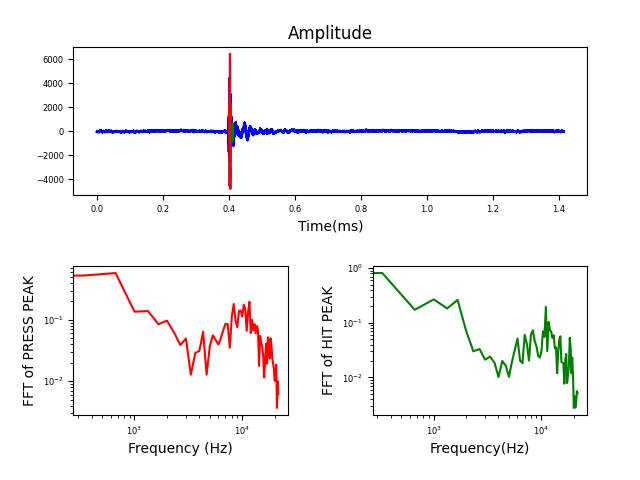 Amplitude
6000
4000
2000
0
−2000
−4000
0.0 0.2 0.4 0.6 0.8 1.0 1.2 1.4
Time(ms)
FFT of PRESS PEAK
10⁻¹
10⁻²
10³ 10⁴
Frequency (Hz)
FFT of HIT PEAK
10⁰
10⁻¹
10⁻²
10³ 10⁴
Frequency(Hz)